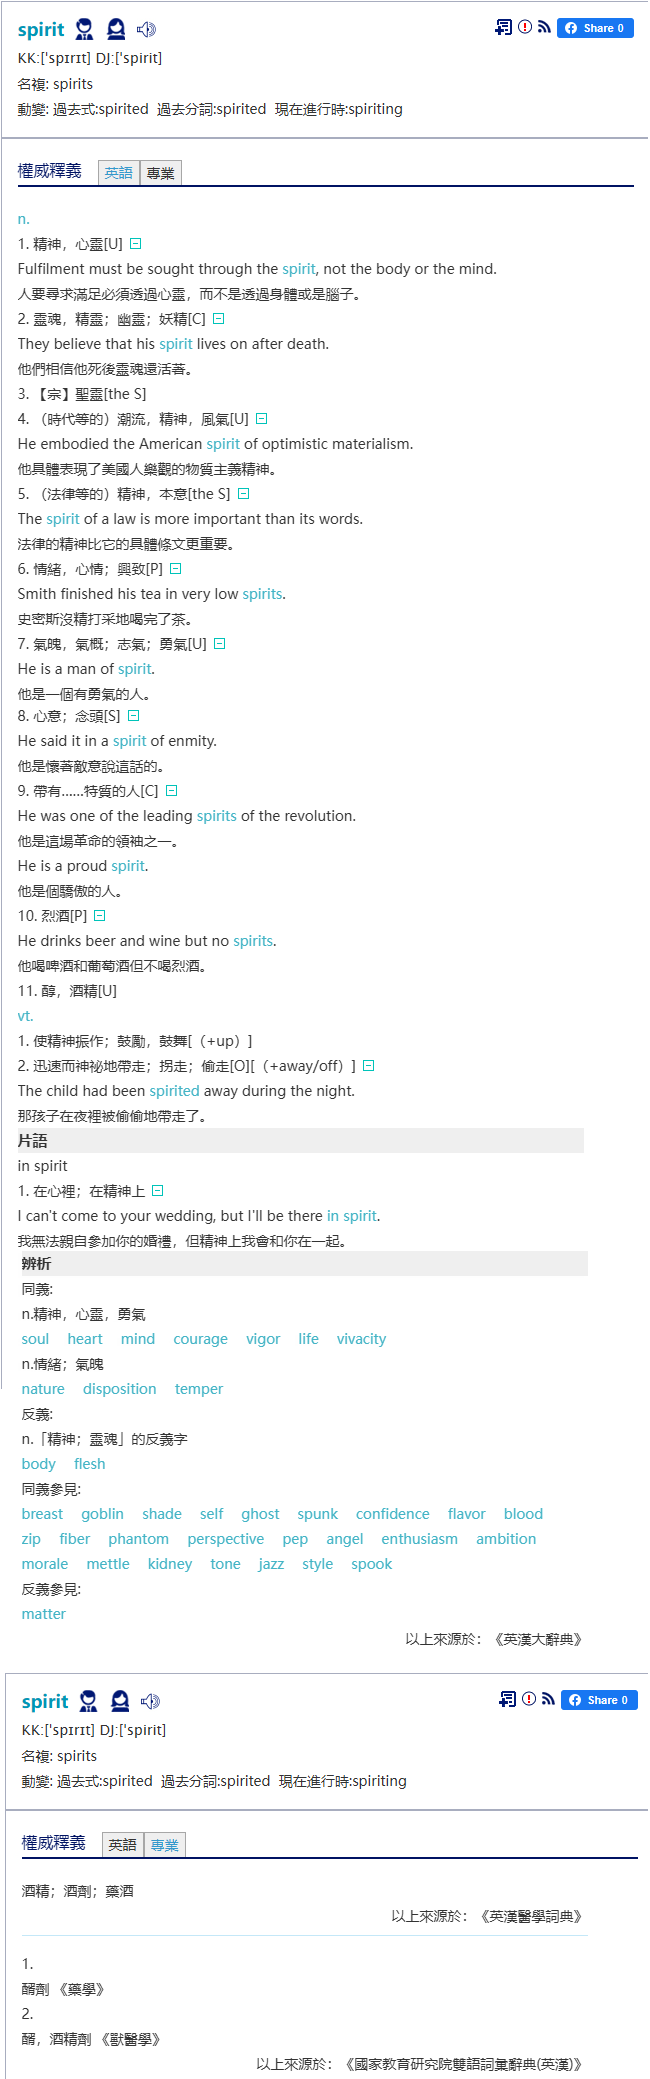 spirit
Share 0
KK:['spɪrɪt] DJ:['spirit]
名複: spirits
動變: 過去式:spirited 過去分詞:spirited 現在進行時:spiriting
權威釋義 英語 專業
n.
1. 精神，心靈[U]
Fulfilment must be sought through the spirit, not the body or the mind.
人要尋求滿足必須透過心靈，而不是透過身體或是腦子。
2. 靈魂，精靈；幽靈；妖精[C]
They believe that his spirit lives on after death.
他們相信他死後靈魂還活著。
3. 【宗】聖靈[the S]
4. （時代等的）潮流，精神，風氣[U]
He embodied the American spirit of optimistic materialism.
他具體表現了美國人樂觀的物質主義精神。
5. （法律等的）精神，本意[the S]
The spirit of a law is more important than its words.
法律的精神比它的具體條文更重要。
6. 情緒，心情；興致[P]
Smith finished his tea in very low spirits.
史密斯沒精打采地喝完了茶。
7. 氣魄，氣概；志氣；勇氣[U]
He is a man of spirit.
他是一個有勇氣的人。
8. 心意；念頭[S]
He said it in a spirit of enmity.
他是懷著敵意說這話的。
9. 帶有......特質的人[C]
He was one of the leading spirits of the revolution.
他是這場革命的領袖之一。
He is a proud spirit.
他是個驕傲的人。
10. 烈酒[P]
He drinks beer and wine but no spirits.
他喝啤酒和葡萄酒但不喝烈酒。
11. 醇，酒精[U]
vt.
1. 使精神振作；鼓勵，鼓舞[（+up）]
2. 迅速而神祕地帶走；拐走；偷走[O][（+away/off）]
The child had been spirited away during the night.
那孩子在夜裡被偷偷地帶走了。
片語
in spirit
1. 在心裡；在精神上
I can't come to your wedding, but I'll be there in spirit.
我無法親自參加你的婚禮，但精神上我會和你在一起。
辨析
同義:
n.精神，心靈，勇氣
soul heart mind courage vigor life vivacity
n.情緒；氣魄
nature disposition temper
反義:
n.「精神；靈魂」的反義字
body flesh
同義參見:
breast goblin shade self ghost spunk confidence flavor blood
zip fiber phantom perspective pep angel enthusiasm ambition
morale mettle kidney tone jazz style spook
反義參見:
matter
以上來源於：《英漢大辭典》
spirit
Share 0
KK:['spɪrɪt] DJ:['spirit]
名複: spirits
動變: 過去式:spirited 過去分詞:spirited 現在進行時:spiriting
權威釋義 英語 專業
酒精；酒劑；藥酒
以上來源於：《英漢醫學詞典》
1.
醑劑 《藥學》
2.
醑，酒精劑 《獸醫學》
以上來源於：《國家教育研究院雙語詞彙辭典(英漢)》